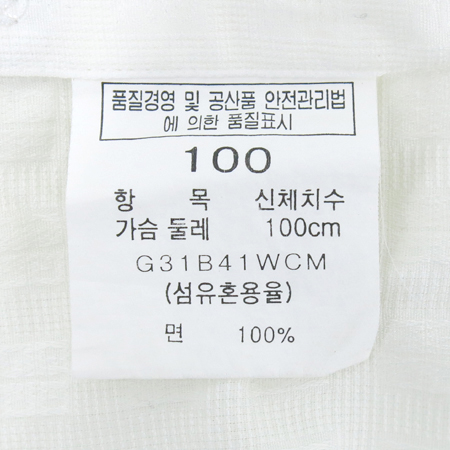 품질경영 및 공산품 안전관리법
에 의한 품질표시
100
항 목 신체치수
가슴 둘레 100cm
G31B41WCM
(섬유혼용율)
면 100%